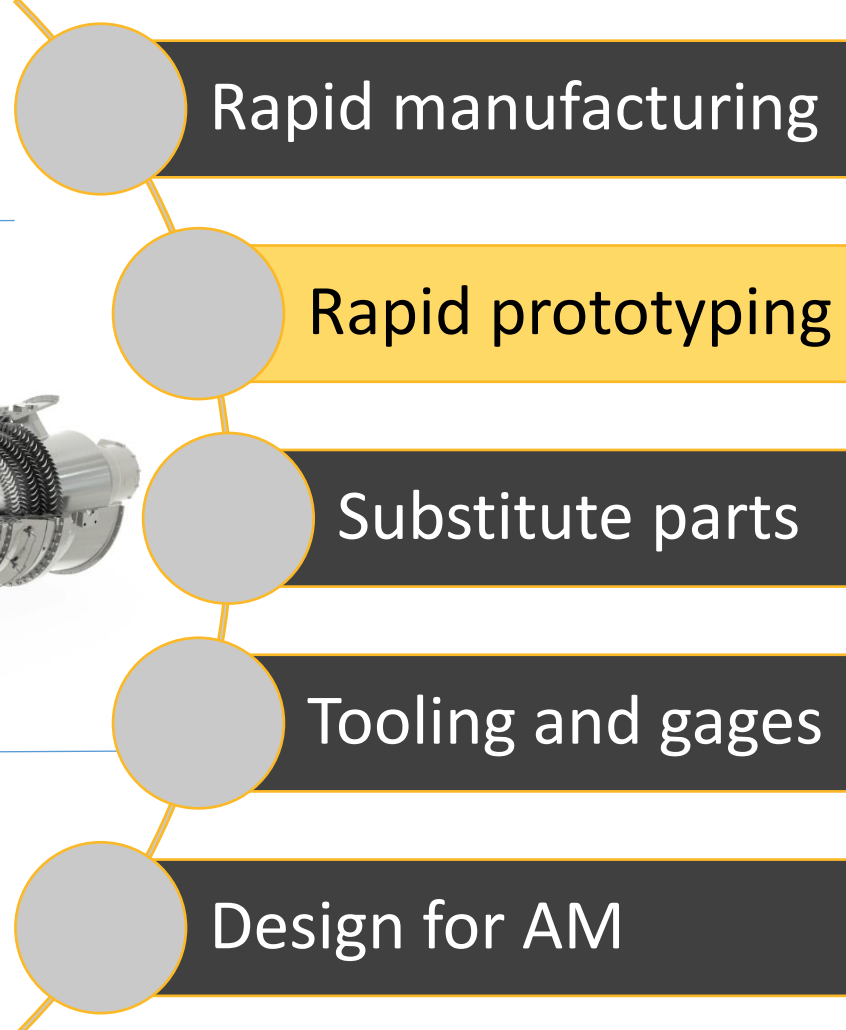 Rapid manufacturing
Rapid prototyping
Substitute parts
Tooling and gages
Design for AM